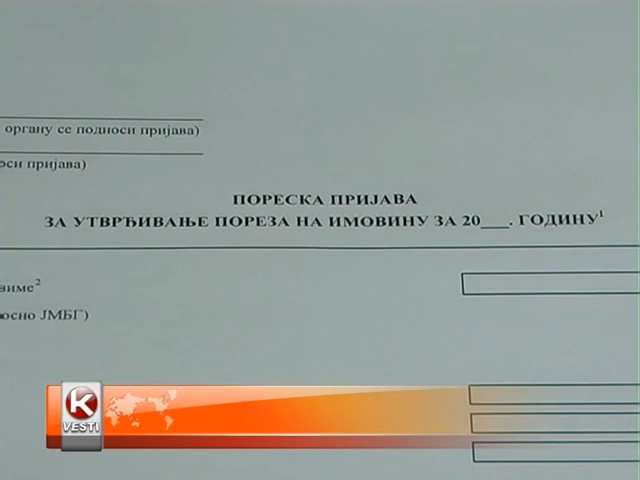 органу се подноси пријава)
оси пријава)
ПОРЕСКА ПРИЈАВА
ЗА УТВРЂИВАЊЕ ПОРЕЗА НА ИМОВИНУ ЗА 20___. ГОДИНУ¹
виме²
осно ЈМБГ)
K
VESTI